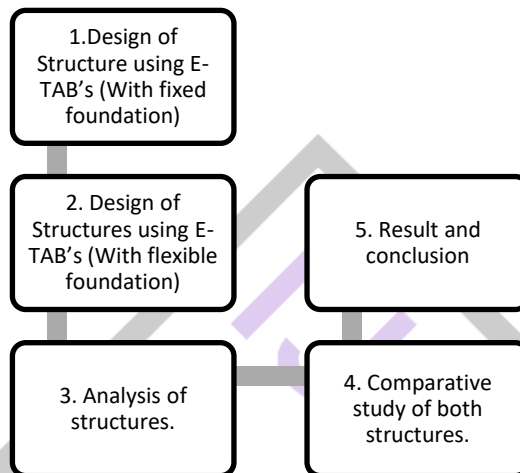 1.Design of
Structure using E-
TAB’s (With fixed
foundation)
2. Design of
Structures using E-
TAB’s (With flexible
foundation)
3. Analysis of
structures.
4. Comparative
study of both
structures.
5. Result and
conclusion